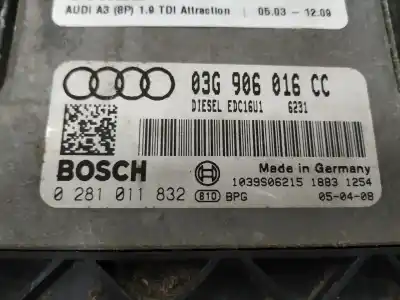 AUDI A3 (8P) 1.9 TDI Attraction 05.03 - 12.09
03G 906 016 CC
DIESEL EDC16U1 6231
BOSCH Made in Germany
0 281 011 832 810 BPG 1039S06215 1883 1254
05-04-08